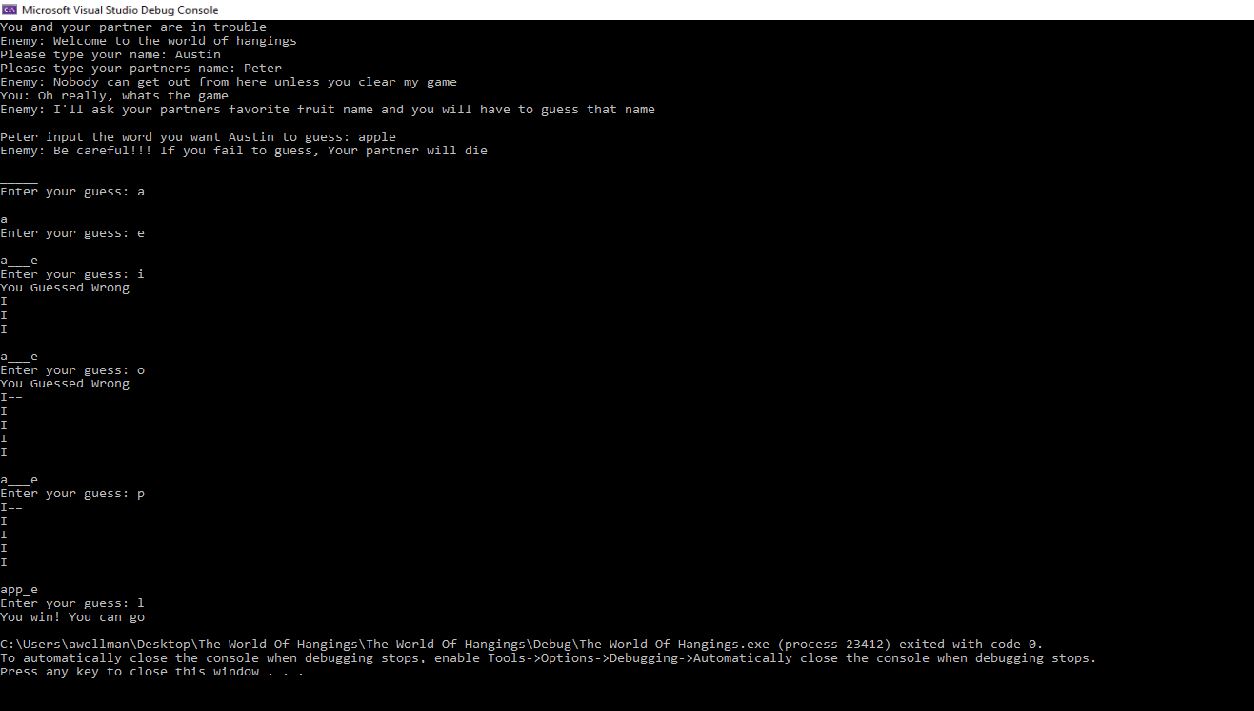 Microsoft Visual Studio Debug Console
You and your partner are in trouble
Enemy: Welcome to the world of hangings
Please type your name: Austin
Please type your partners name: Peter
Enemy: Nobody can get out from here unless you clear my game
You: Oh really, whats the game
Enemy: I'll ask your partners favorite fruit name and you will have to guess that name
Peter input the word you want Austin to guess: apple
Enemy: Be careful!!! If you fail to guess, Your partner will die
_____
Enter your guess: a
a
Enter your guess: e
a___e
Enter your guess: i
You Guessed Wrong
I
I
I
a___e
Enter your guess: o
You Guessed Wrong
I--
I
I
I
I
a___e
Enter your guess: p
I--
I
I
I
I
app_e
Enter your guess: l
You win! You can go
C:\Users\awellman\Desktop\The World Of Hangings\The World Of Hangings\Debug\The World Of Hangings.exe (process 23412) exited with code 0.
To automatically close the console when debugging stops, enable Tools->Options->Debugging->Automatically close the console when debugging stops.
Press any key to close this window . . .